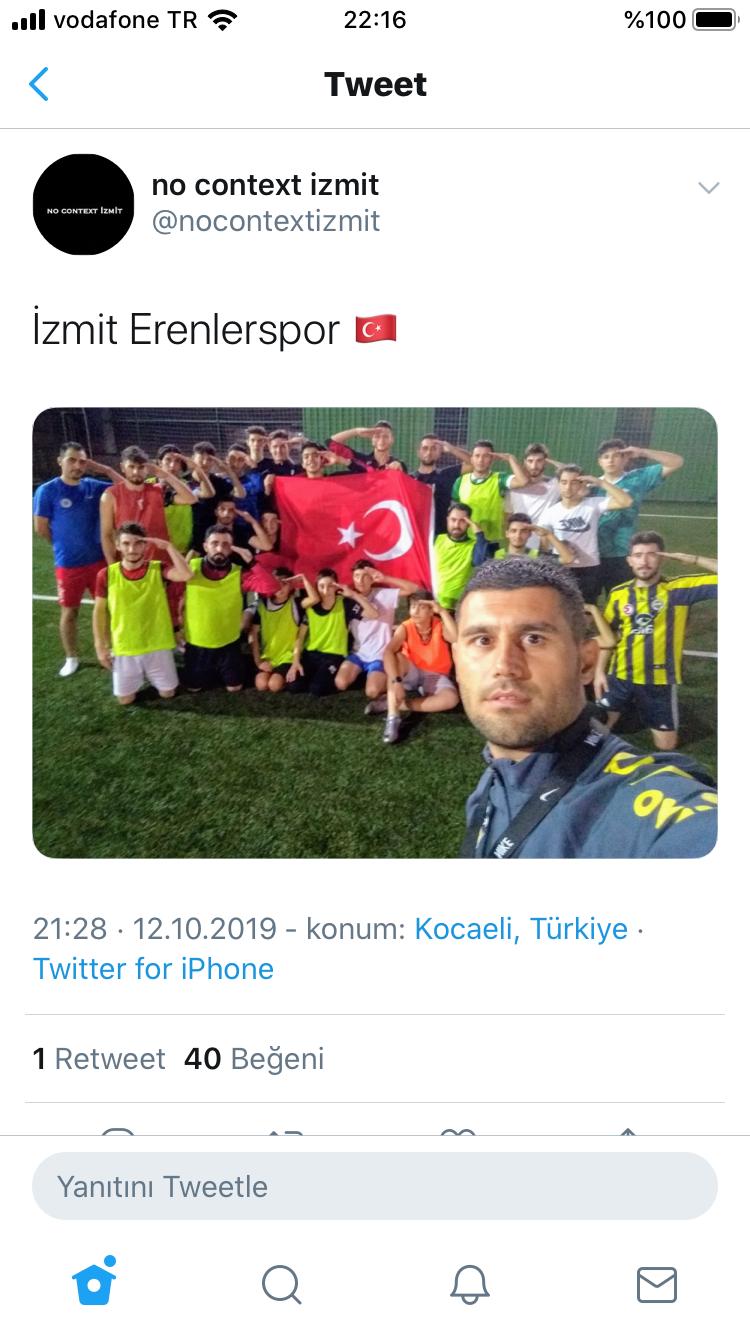 vodafone TR 22:16 %100
Tweet
NO CONTEXT İZMİT
no context izmit
@nocontextizmit
İzmit Erenlerspor 🇹🇷
NIKE
21:28 · 12.10.2019 - konum: Kocaeli, Türkiye ·
Twitter for iPhone
1 Retweet 40 Beğeni
Yanıtını Tweetle